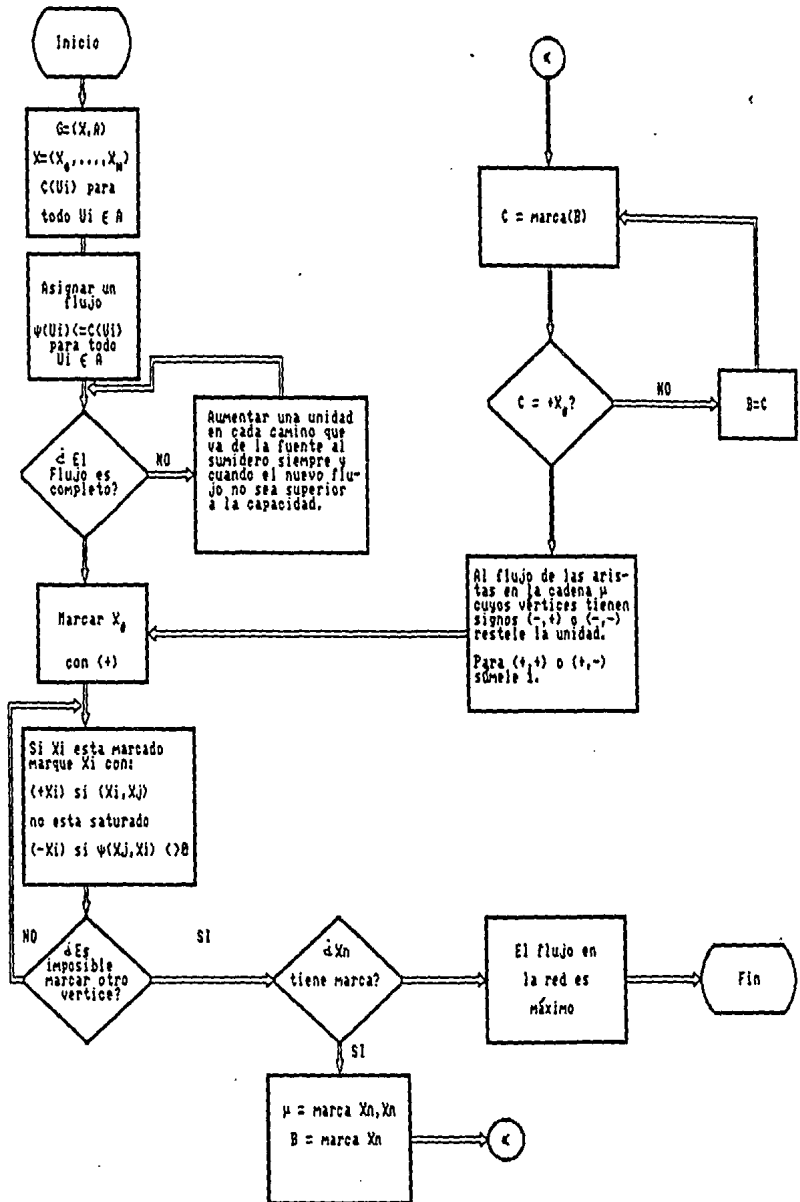 Inicio
G=(X,A)
X=(X₀,...,Xₙ)
C(Ui) para
todo Ui ∈ A
Asignar un
flujo
ψ(Ui)<=C(Ui)
para todo
Ui ∈ A
¿ El
Flujo es
completo?
NO
Aumentar una unidad
en cada camino que
va de la fuente al
sumidero siempre y
cuando el nuevo flu-
jo no sea superior
a la capacidad.
Marcar X₀
con (+)
Si Xi esta marcado
marque Xi con:
(+Xi) si (Xi,Xj)
no esta saturado
(-Xi) si ψ(Xj,Xi) <>0
¿Es
imposible
marcar otro
vertice?
NO
SI
¿Xn
tiene marca?
SI
μ = marca Xn,Xn
B = marca Xn
<
El flujo en
la red es
máximo
Fin
<
C = marca(B)
C = +X₀?
NO
B=C
Al flujo de las aris-
tas en la cadena μ
cuyos vértices tienen
signos (-,+) o (-,-)
restele la unidad.
Para (+,+) o (+,-)
súmele 1.